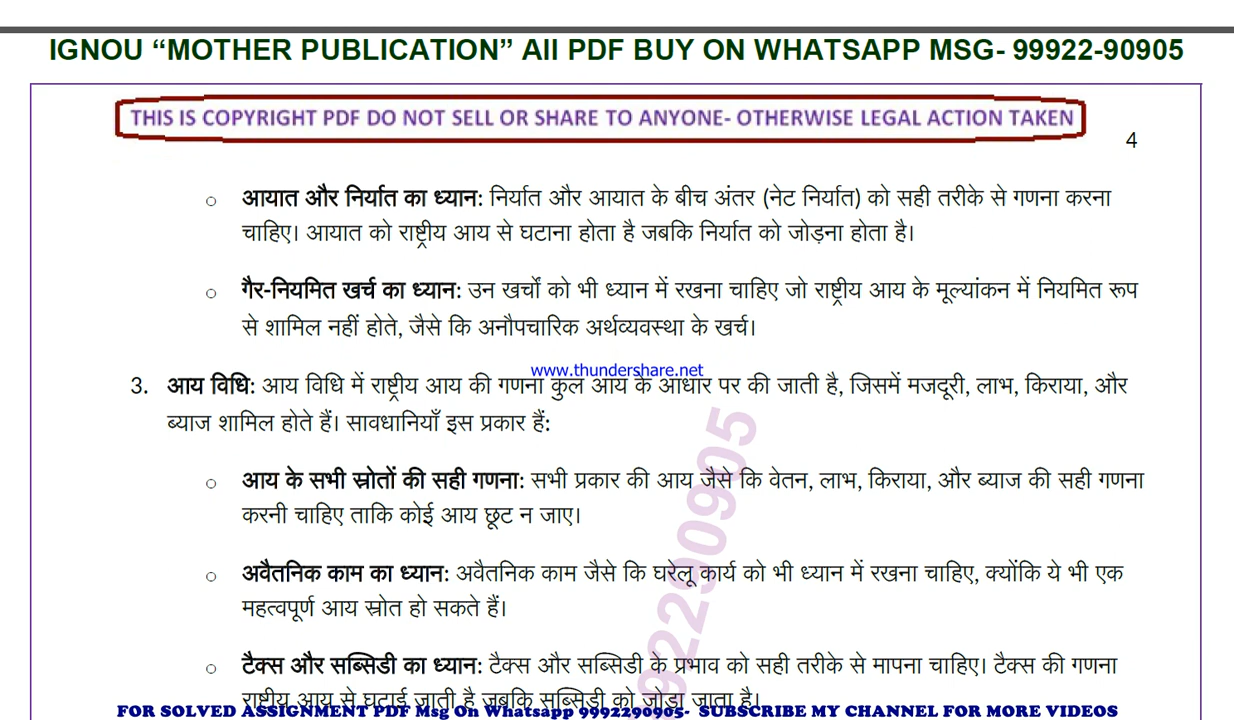 IGNOU “MOTHER PUBLICATION” All PDF BUY ON WHATSAPP MSG- 99922-90905
THIS IS COPYRIGHT PDF DO NOT SELL OR SHARE TO ANYONE- OTHERWISE LEGAL ACTION TAKEN
4
○ आयात और निर्यात का ध्यान: निर्यात और आयात के बीच अंतर (नेट निर्यात) को सही तरीके से गणना करना
चाहिए। आयात को राष्ट्रीय आय से घटाना होता है जबकि निर्यात को जोड़ना होता है।
○ गैर-नियमित खर्च का ध्यान: उन खर्चों को भी ध्यान में रखना चाहिए जो राष्ट्रीय आय के मूल्यांकन में नियमित रूप
से शामिल नहीं होते, जैसे कि अनौपचारिक अर्थव्यवस्था के खर्च।
www.thundershare.net
3. आय विधि: आय विधि में राष्ट्रीय आय की गणना कुल आय के आधार पर की जाती है, जिसमें मजदूरी, लाभ, किराया, और
ब्याज शामिल होते हैं। सावधानियाँ इस प्रकार हैं:
○ आय के सभी स्रोतों की सही गणना: सभी प्रकार की आय जैसे कि वेतन, लाभ, किराया, और ब्याज की सही गणना
करनी चाहिए ताकि कोई आय छूट न जाए।
○ अवैतनिक काम का ध्यान: अवैतनिक काम जैसे कि घरेलू कार्य को भी ध्यान में रखना चाहिए, क्योंकि ये भी एक
महत्वपूर्ण आय स्रोत हो सकते हैं।
○ टैक्स और सब्सिडी का ध्यान: टैक्स और सब्सिडी के प्रभाव को सही तरीके से मापना चाहिए। टैक्स की गणना
राष्ट्रीय आय से घटाई जाती है जबकि सब्सिडी को जोड़ा जाता है।
9992290905
FOR SOLVED ASSIGNMENT PDF Msg On Whatsapp 9992290905- SUBSCRIBE MY CHANNEL FOR MORE VIDEOS